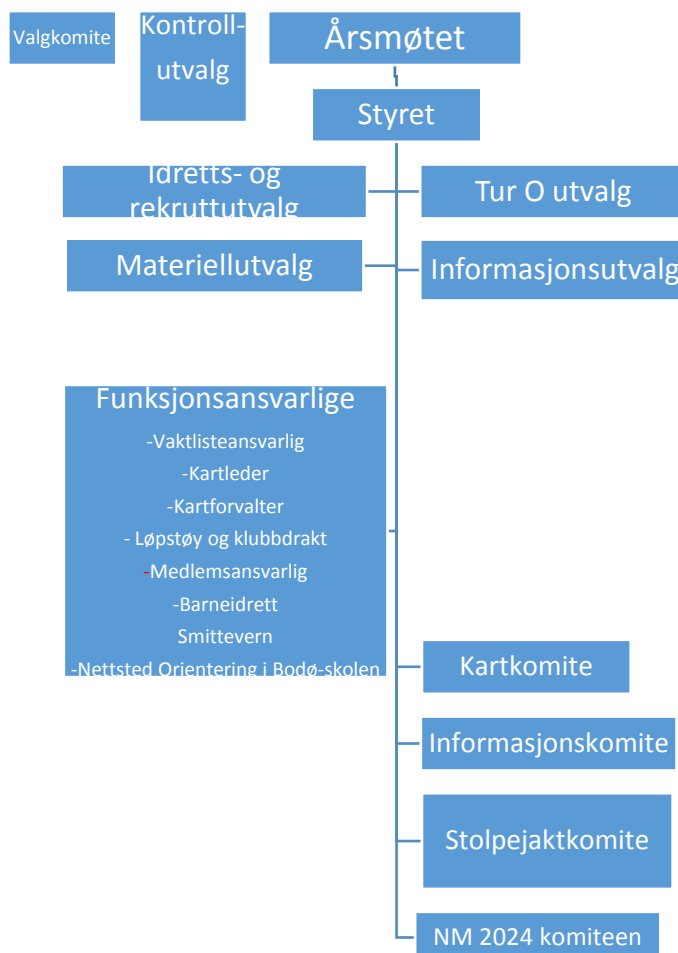 Valgkomite
Kontroll-
utvalg
Årsmøtet
Styret
Idretts- og
rekruttutvalg
Tur O utvalg
Materiellutvalg
Informasjonsutvalg
Funksjonsansvarlige
-Vaktlisteansvarlig
-Kartleder
-Kartforvalter
- Løpstøy og klubbdrakt
-Medlemsansvarlig
-Barneidrett
Smittevern
-Nettsted Orientering i Bodø-skolen
Kartkomite
Informasjonskomite
Stolpejaktkomite
NM 2024 komiteen